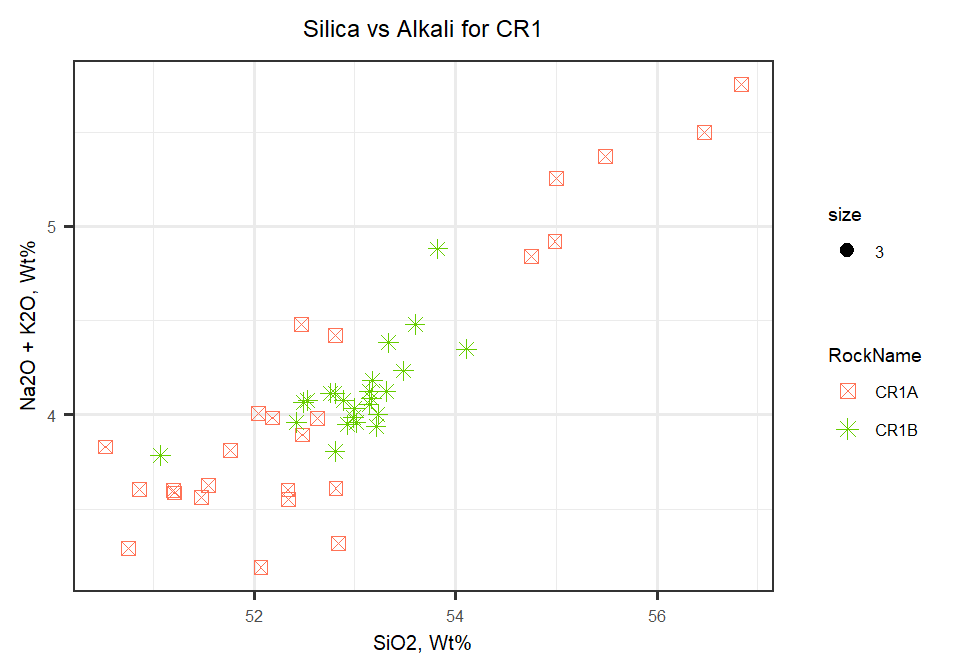 Silica vs Alkali for CR1
Na2O + K2O, Wt%
5
4
52
54
56
SiO2, Wt%
size
3
RockName
CR1A
CR1B